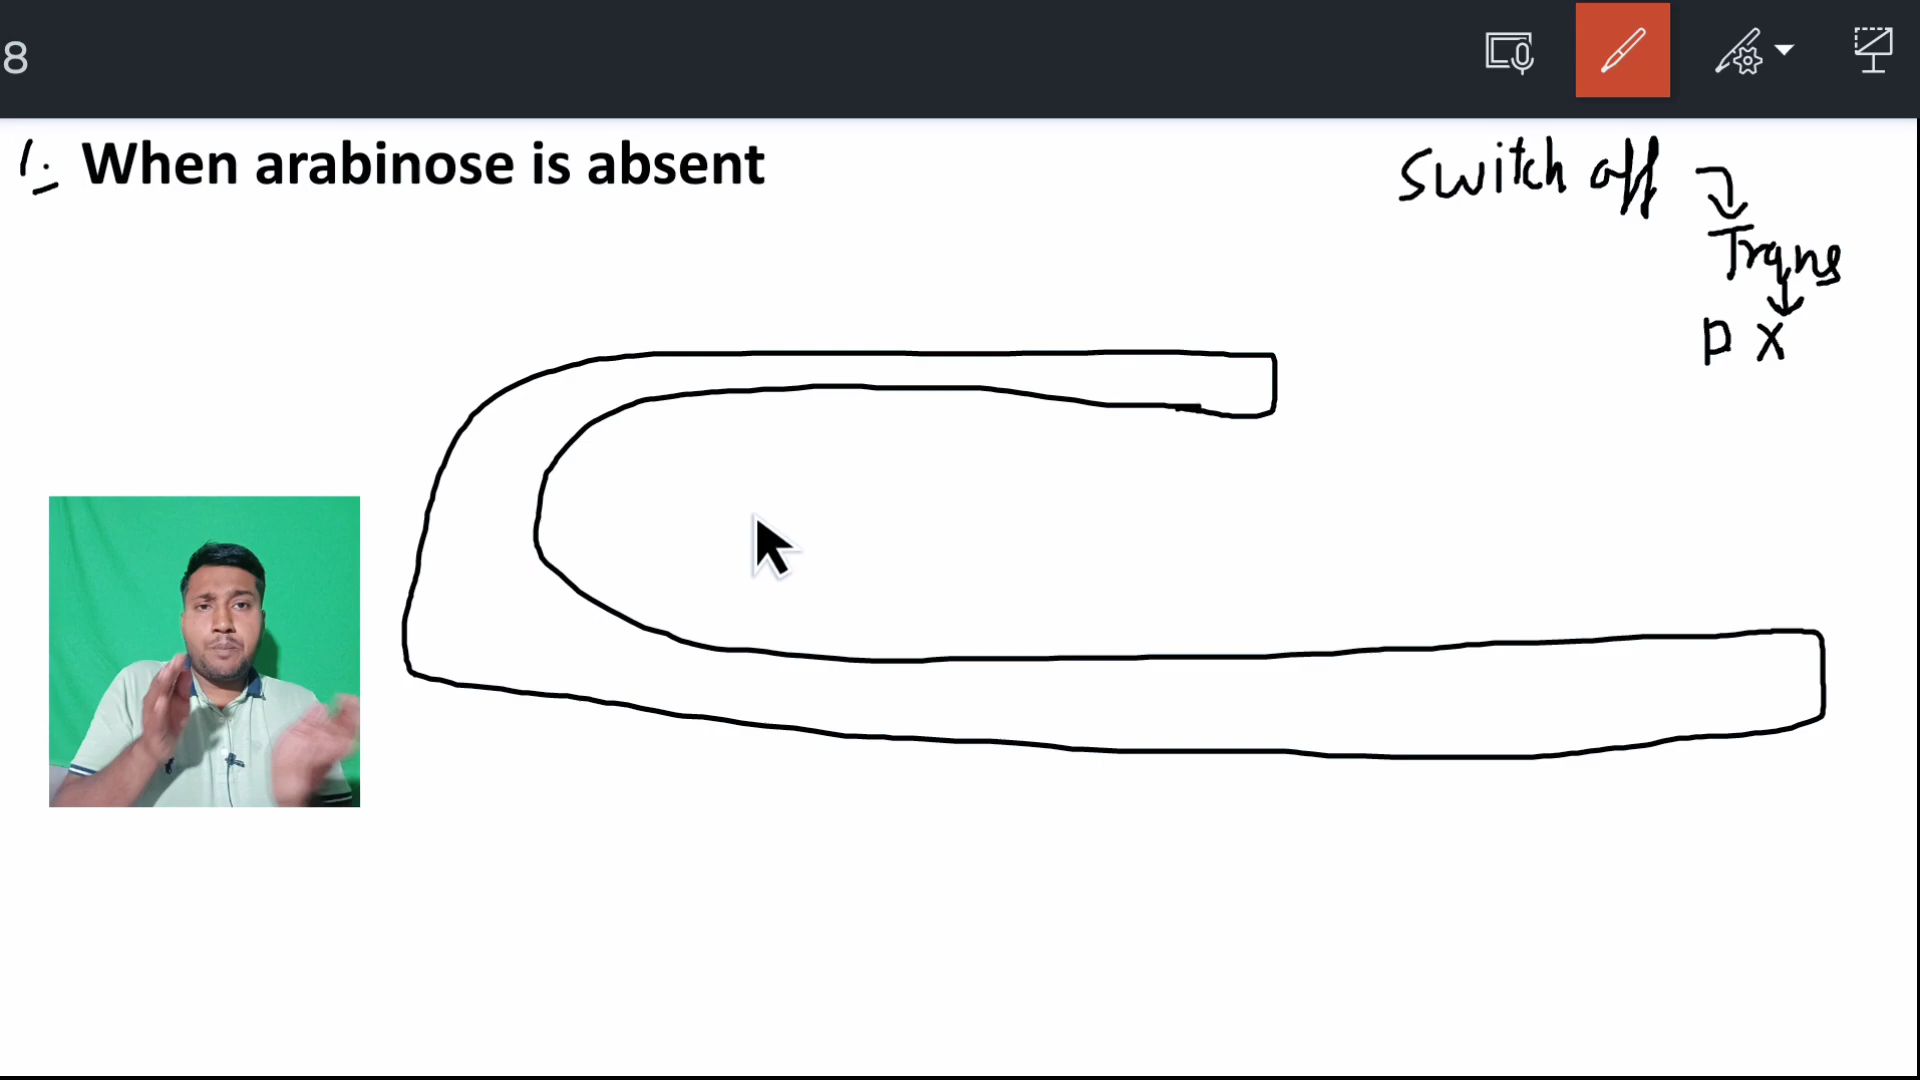 8
1. When arabinose is absent
Switch off
Trans
P X